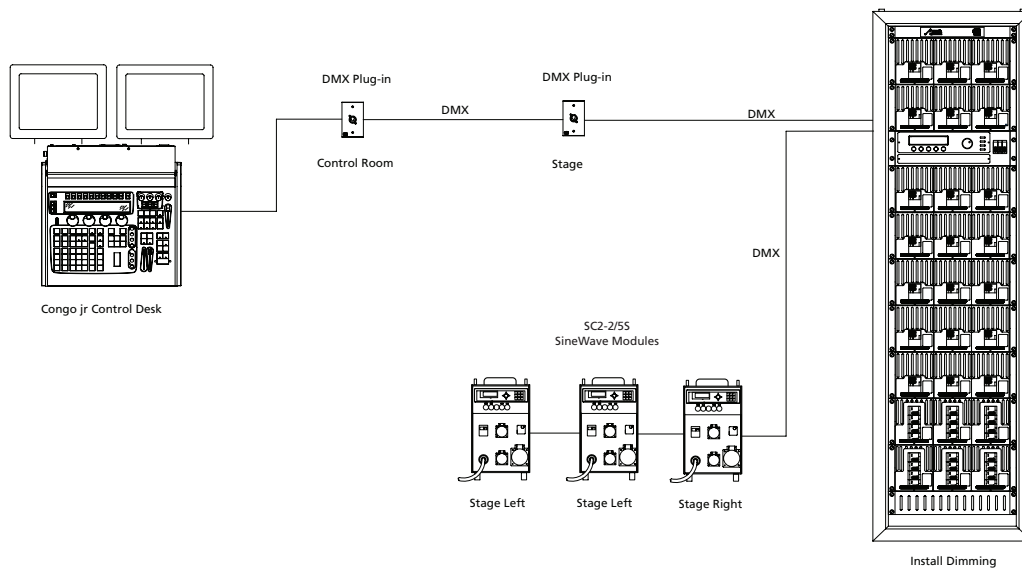 DMX Plug-in
DMX Plug-in
DMX
DMX
Control Room
Stage
DMX
Congo jr Control Desk
SC2-2/5S
SineWave Modules
Stage Left
Stage Left
Stage Right
Install Dimming